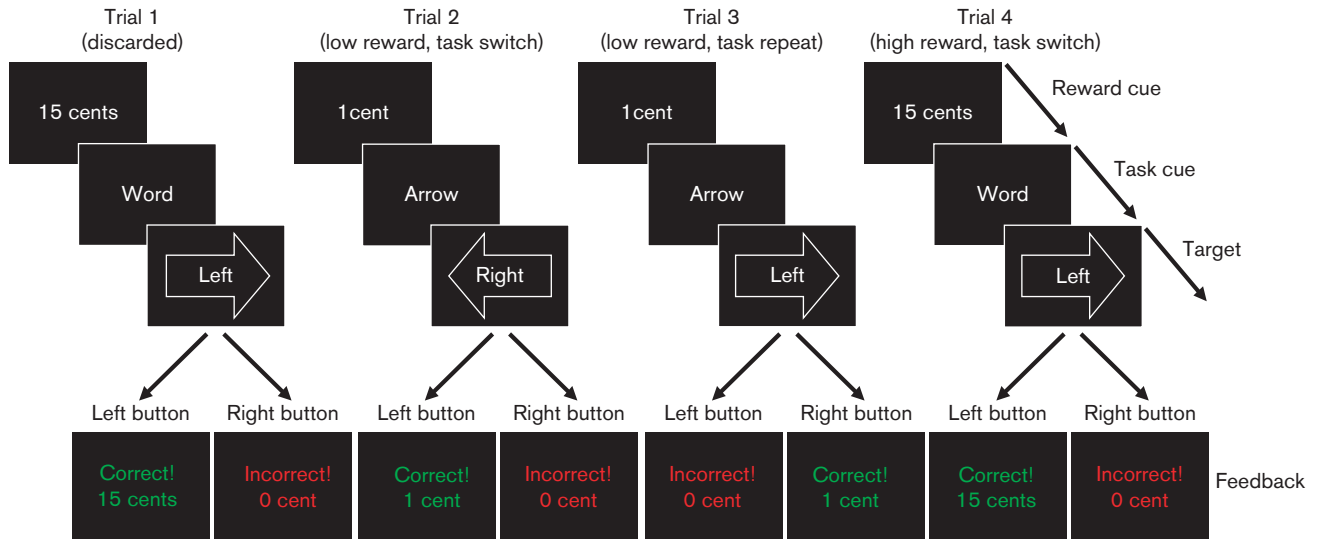 Trial 1
(discarded)
Trial 2
(low reward, task switch)
Trial 3
(low reward, task repeat)
Trial 4
(high reward, task switch)
15 cents
Word
Left
1cent
Arrow
Right
1cent
Arrow
Left
15 cents
Word
Left
Reward cue
Task cue
Target
Left button
Right button
Left button
Right button
Left button
Right button
Left button
Right button
Correct!
15 cents
Incorrect!
0 cent
Correct!
1 cent
Incorrect!
0 cent
Incorrect!
0 cent
Correct!
1 cent
Correct!
15 cents
Incorrect!
0 cent
Feedback